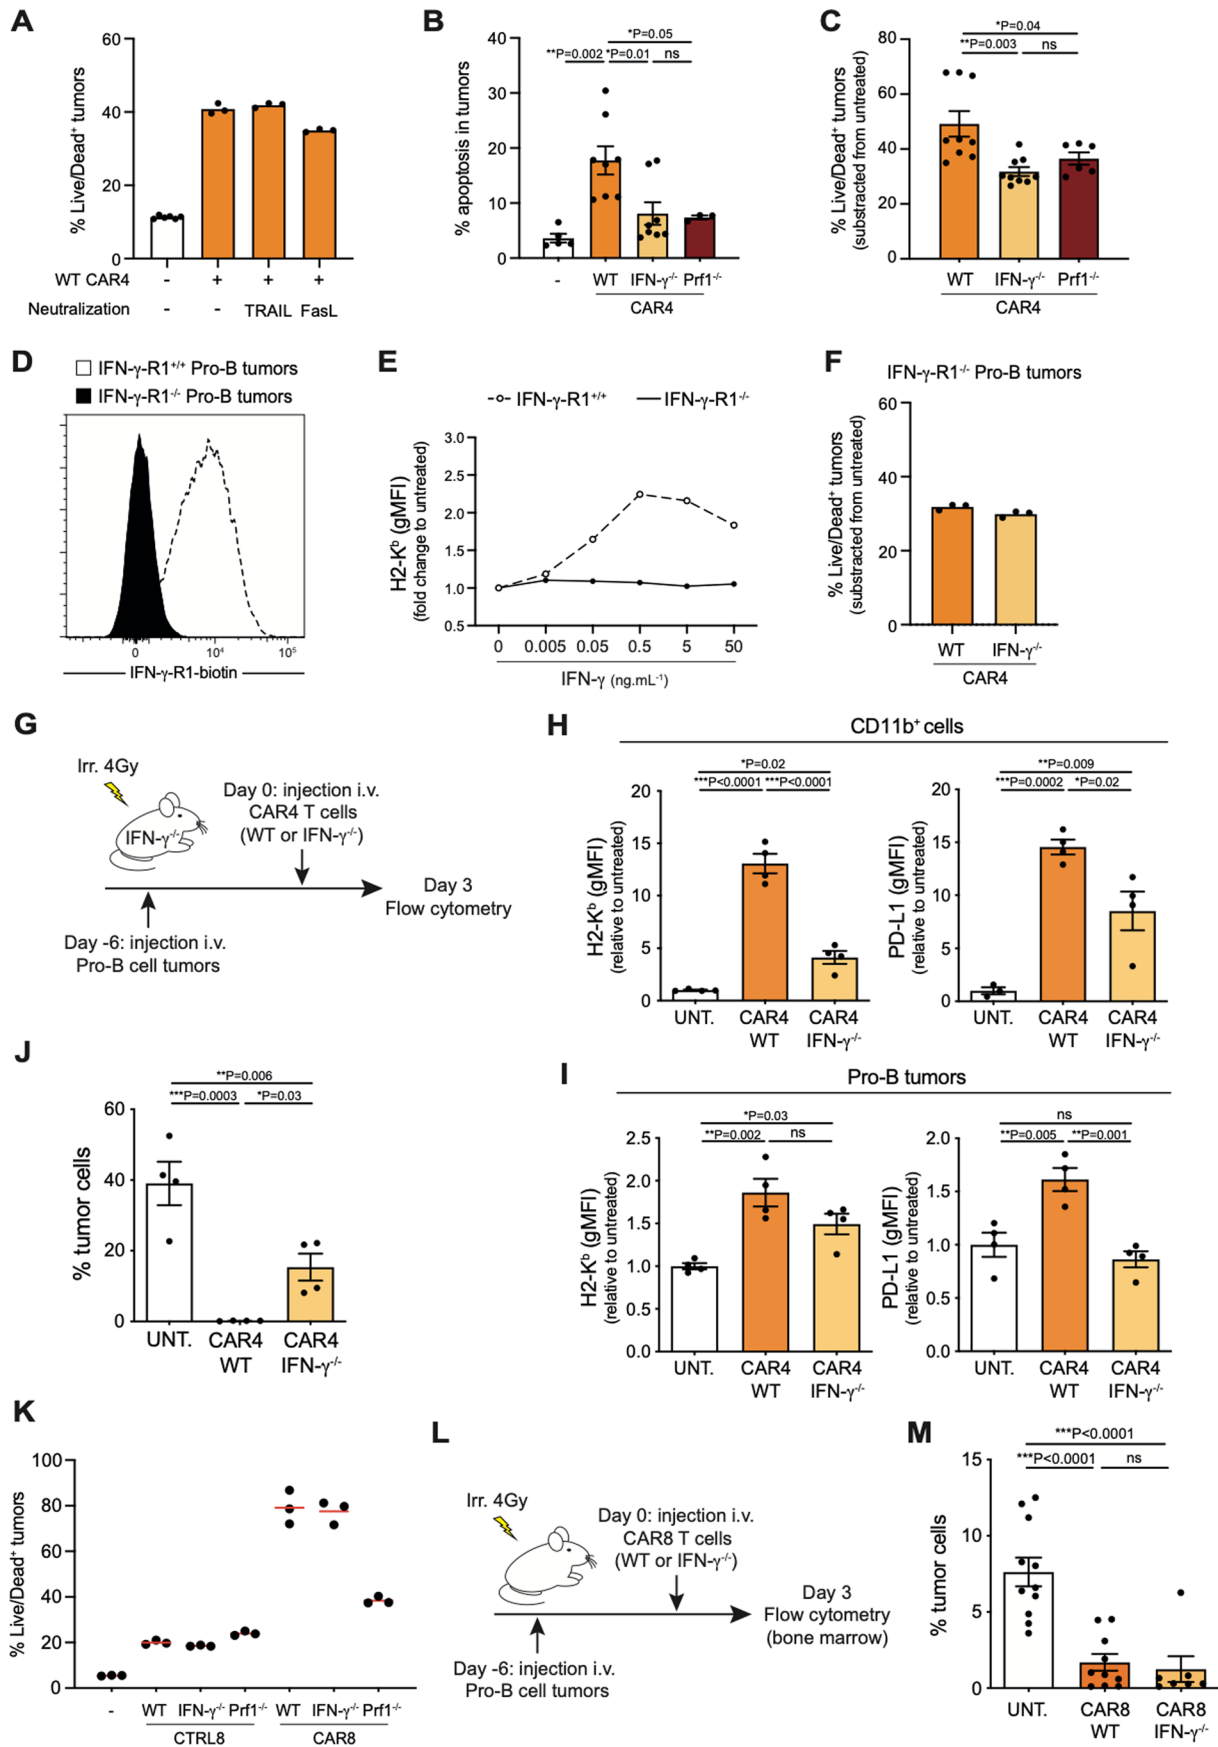 A
% Live/Dead⁺ tumors
60
40
20
0
WT CAR4 - + + +
Neutralization - - TRAIL FasL
B
% apoptosis in tumors
*P=0.05
**P=0.002 *P=0.01 ns
40
30
20
10
0
- WT IFN-γ⁻/⁻ Prf1⁻/⁻
CAR4
C
% Live/Dead⁺ tumors
(substracted from untreated)
*P=0.04
**P=0.003 ns
80
60
40
20
0
WT IFN-γ⁻/⁻ Prf1⁻/⁻
CAR4
D
IFN-γ-R1⁺/⁺ Pro-B tumors
IFN-γ-R1⁻/⁻ Pro-B tumors
0 10⁴ 10⁵
IFN-γ-R1-biotin
E
IFN-γ-R1⁺/⁺ IFN-γ-R1⁻/⁻
H2-Kᵇ (gMFI)
(fold change to untreated)
3.0
2.5
2.0
1.5
1.0
0.5
0 0.005 0.05 0.5 5 50
IFN-γ (ng.mL⁻¹)
F
IFN-γ-R1⁻/⁻ Pro-B tumors
% Live/Dead⁺ tumors
(substracted from untreated)
60
40
20
0
WT IFN-γ⁻/⁻
CAR4
G
Irr. 4Gy
IFN-γ⁻/⁻
Day 0: injection i.v.
CAR4 T cells
(WT or IFN-γ⁻/⁻)
Day 3
Flow cytometry
Day -6: injection i.v.
Pro-B cell tumors
H
CD11b⁺ cells
H2-Kᵇ (gMFI)
(relative to untreated)
*P=0.02
***P<0.0001 ***P<0.0001
20
15
10
5
0
UNT. CAR4 CAR4
WT IFN-γ⁻/⁻
PD-L1 (gMFI)
(relative to untreated)
**P=0.009
***P=0.0002 *P=0.02
20
15
10
5
0
UNT. CAR4 CAR4
WT IFN-γ⁻/⁻
J
% tumor cells
**P=0.006
***P=0.0003 *P=0.03
60
40
20
0
UNT. CAR4 CAR4
WT IFN-γ⁻/⁻
I
Pro-B tumors
H2-Kᵇ (gMFI)
(relative to untreated)
*P=0.03
**P=0.002 ns
2.5
2.0
1.5
1.0
0.5
0.0
UNT. CAR4 CAR4
WT IFN-γ⁻/⁻
PD-L1 (gMFI)
(relative to untreated)
ns
**P=0.005 **P=0.001
2.0
1.5
1.0
0.5
0.0
UNT. CAR4 CAR4
WT IFN-γ⁻/⁻
K
% Live/Dead⁺ tumors
100
80
60
40
20
0
- WT IFN-γ⁻/⁻ Prf1⁻/⁻ WT IFN-γ⁻/⁻ Prf1⁻/⁻
CTRL8 CAR8
L
Irr. 4Gy
Day 0: injection i.v.
CAR8 T cells
(WT or IFN-γ⁻/⁻)
Day 3
Flow cytometry
(bone marrow)
Day -6: injection i.v.
Pro-B cell tumors
M
% tumor cells
***P<0.0001
***P<0.0001 ns
15
10
5
0
UNT. CAR8 CAR8
WT IFN-γ⁻/⁻